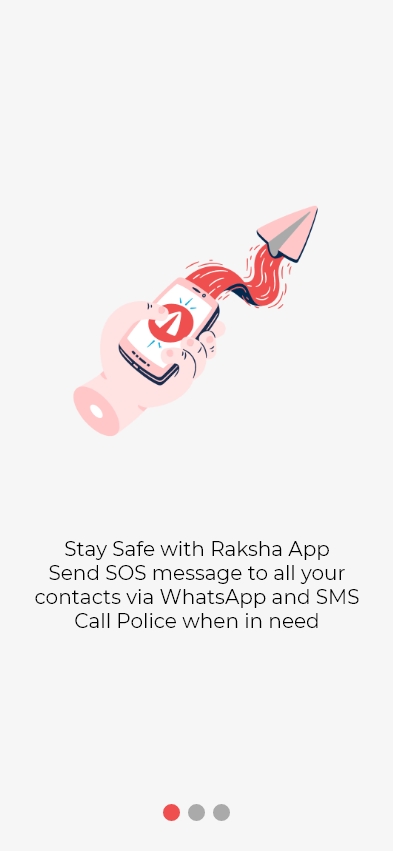 Stay Safe with Raksha App
Send SOS message to all your
contacts via WhatsApp and SMS
Call Police when in need